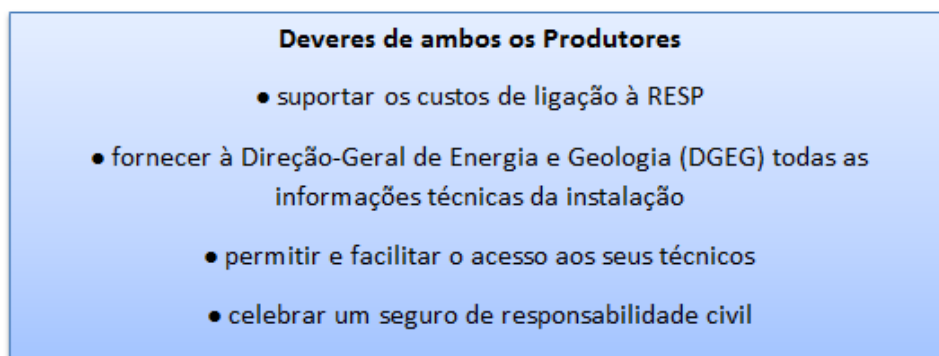 Deveres de ambos os Produtores
● suportar os custos de ligação à RESP
● fornecer à Direção-Geral de Energia e Geologia (DGEG) todas as
informações técnicas da instalação
● permitir e facilitar o acesso aos seus técnicos
● celebrar um seguro de responsabilidade civil